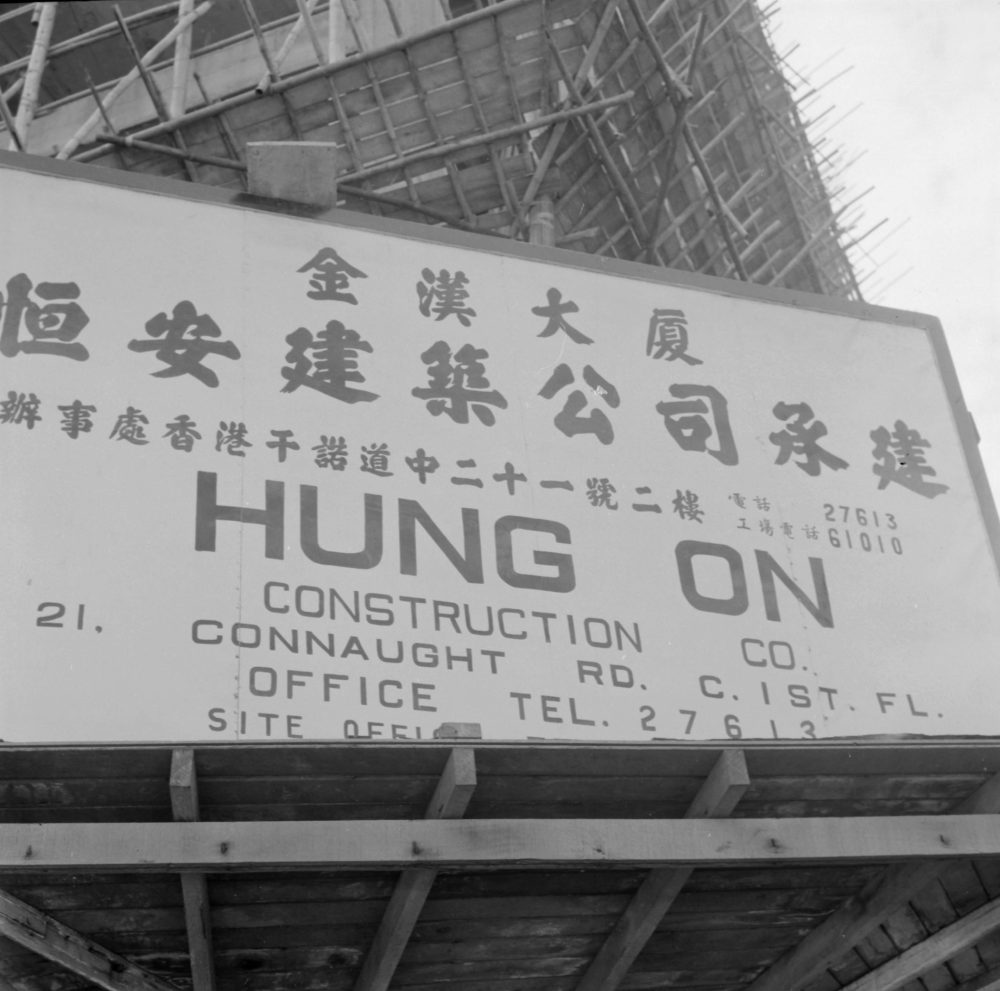 金漢大厦
恒安建築公司承建
辦事處香港干諾道中二十一號二樓
電話 27613
工場電話 61010
HUNG ON
CONSTRUCTION CO.
21. CONNAUGHT RD. C. 1ST. FL.
OFFICE TEL. 27613
SITE OFFIC